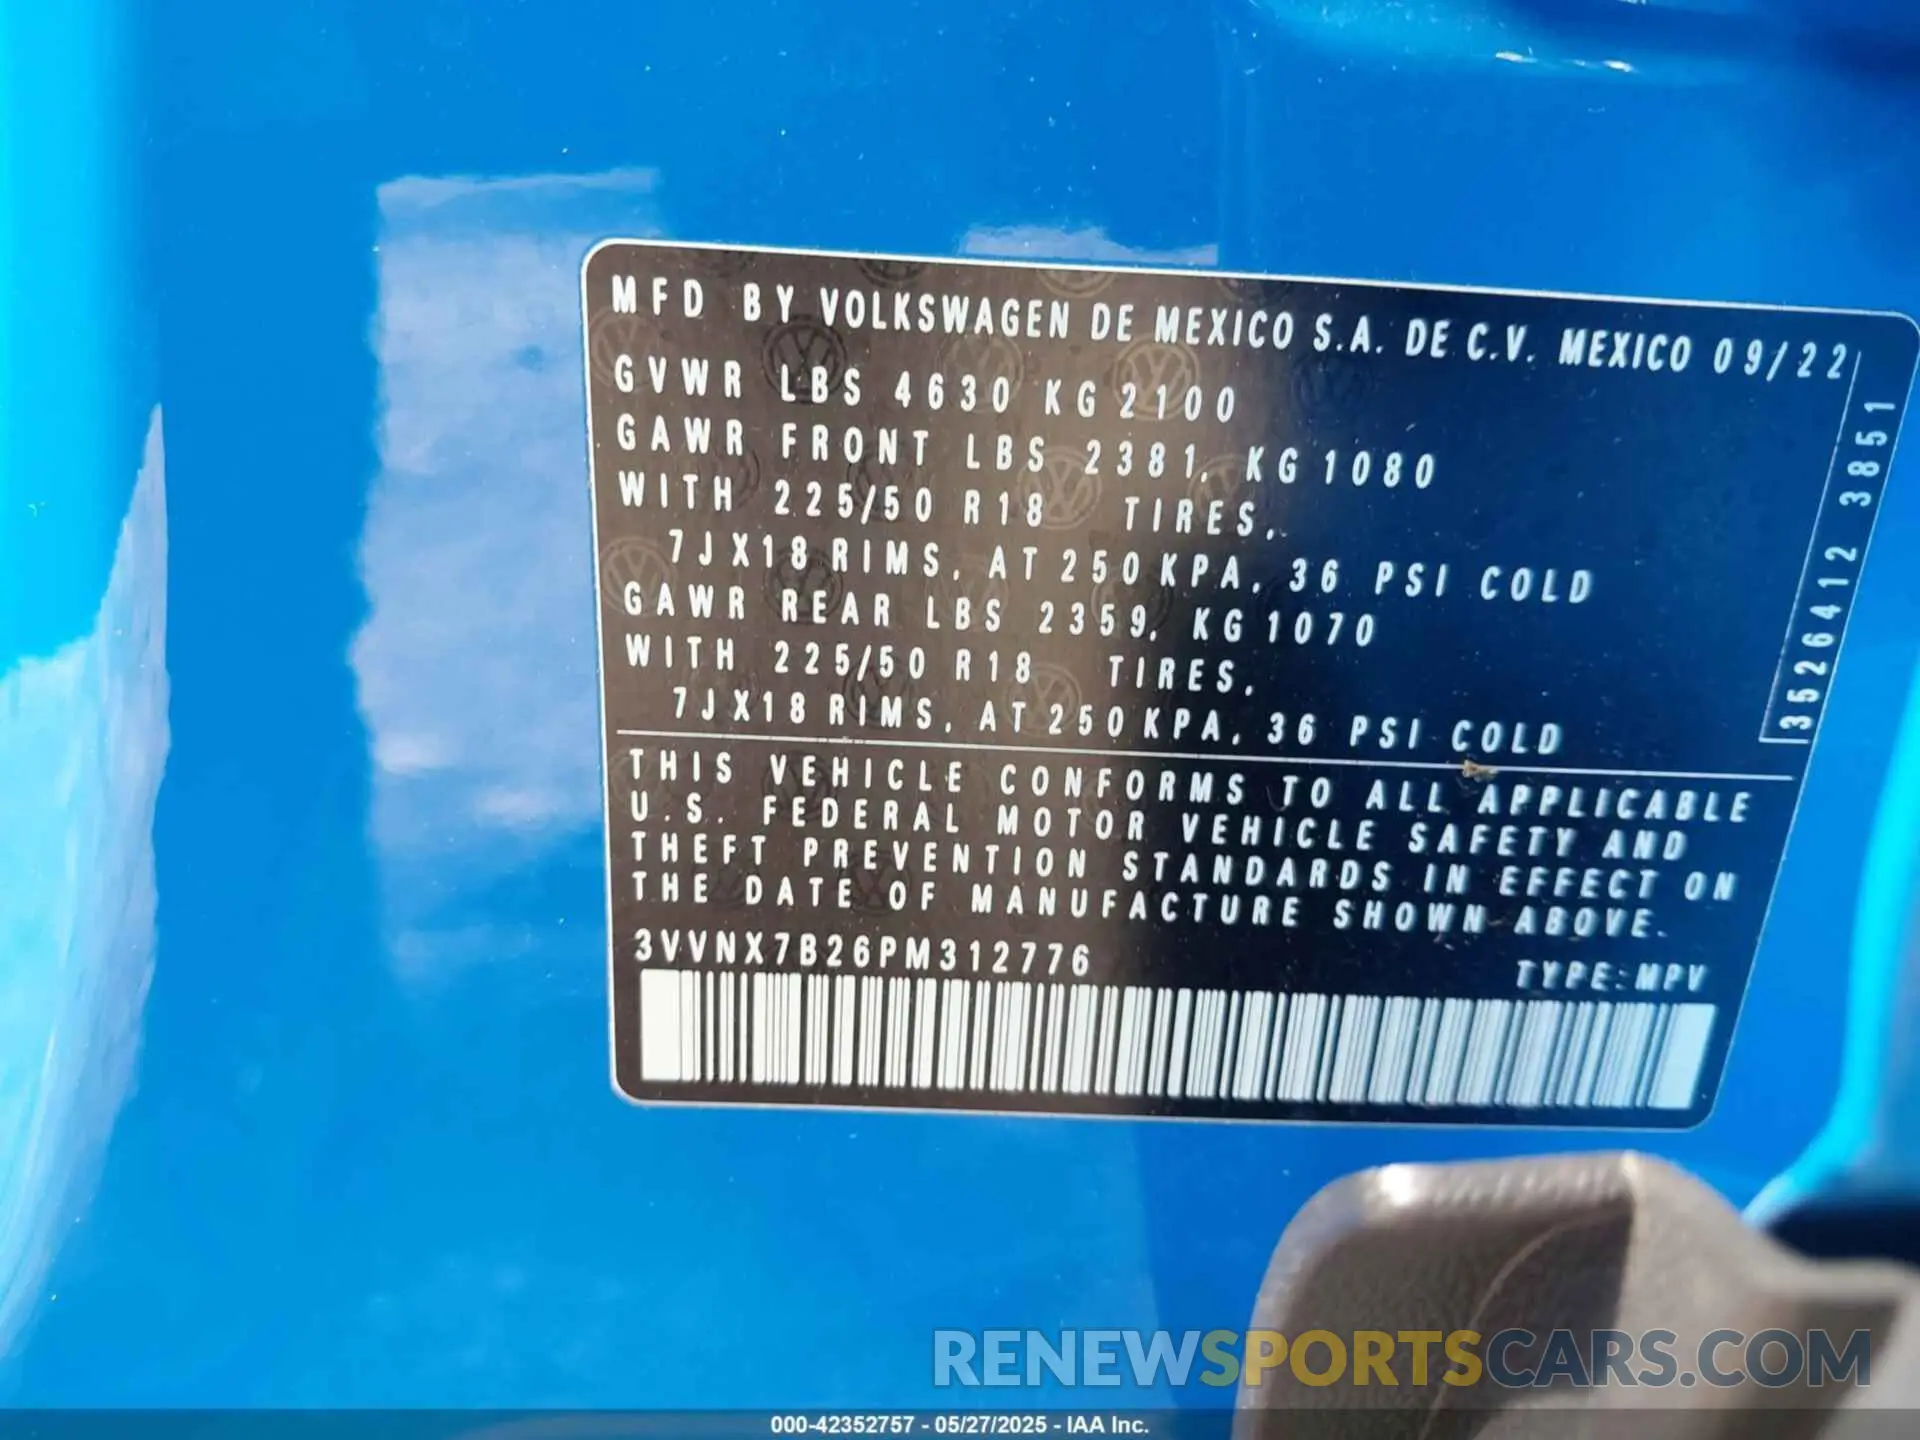 MFD BY VOLKSWAGEN DE MEXICO S.A. DE C.V. MEXICO 09/22
GVWR LBS 4630 KG 2100
GAWR FRONT LBS 2381, KG 1080
WITH 225/50 R18 TIRES,
7JX18 RIMS, AT 250 KPA, 36 PSI COLD
GAWR REAR LBS 2359, KG 1070
WITH 225/50 R18 TIRES,
7JX18 RIMS, AT 250 KPA, 36 PSI COLD
3526412 3851
THIS VEHICLE CONFORMS TO ALL APPLICABLE
U.S. FEDERAL MOTOR VEHICLE SAFETY AND
THEFT PREVENTION STANDARDS IN EFFECT ON
THE DATE OF MANUFACTURE SHOWN ABOVE.
3VVNX7B26PM312776
TYPE:MPV
RENEWSPORTSCARS.COM
000-42352757 - 05/27/2025 - IAA Inc.